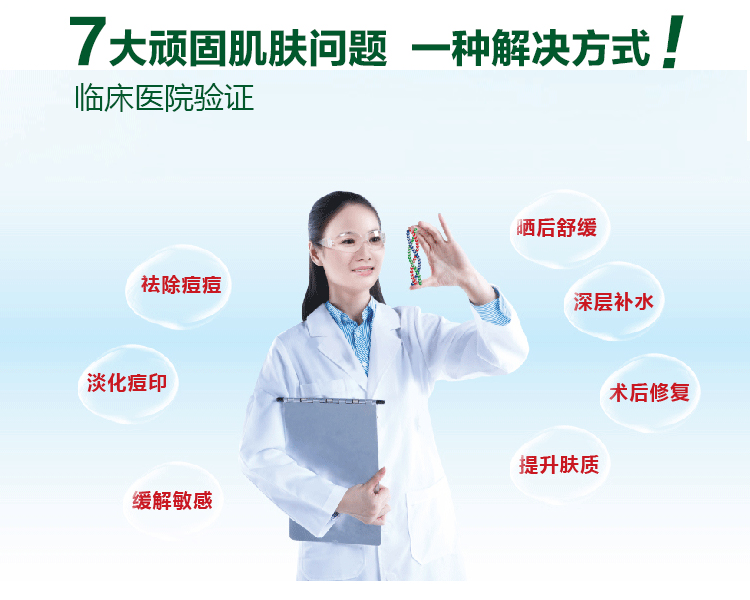 7大顽固肌肤问题 一种解决方式！
临床医院验证
晒后舒缓
祛除痘痘
深层补水
淡化痘印
术后修复
提升肤质
缓解敏感